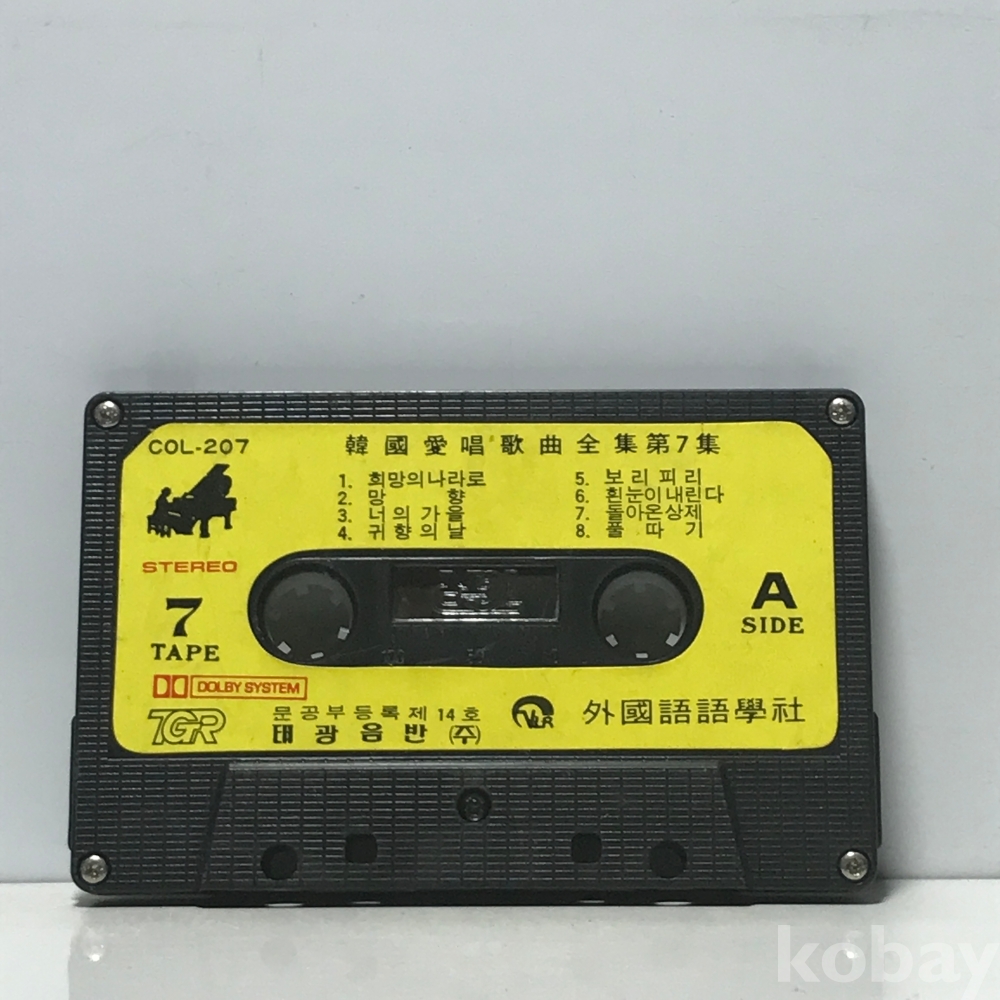 COL-207
韓國愛唱歌曲全集第7集
1. 희망의나라로
2. 망 향
3. 너의 가을
4. 귀향의날
5. 보리피리
6. 흰눈이내린다
7. 돌아온상제
8. 풀 따 기
STEREO
7
TAPE
A
SIDE
100 50 0
DOLBY SYSTEM
TGR
문공부등록제14호
태광음반(주)
VLR
外國語語學社
kobay